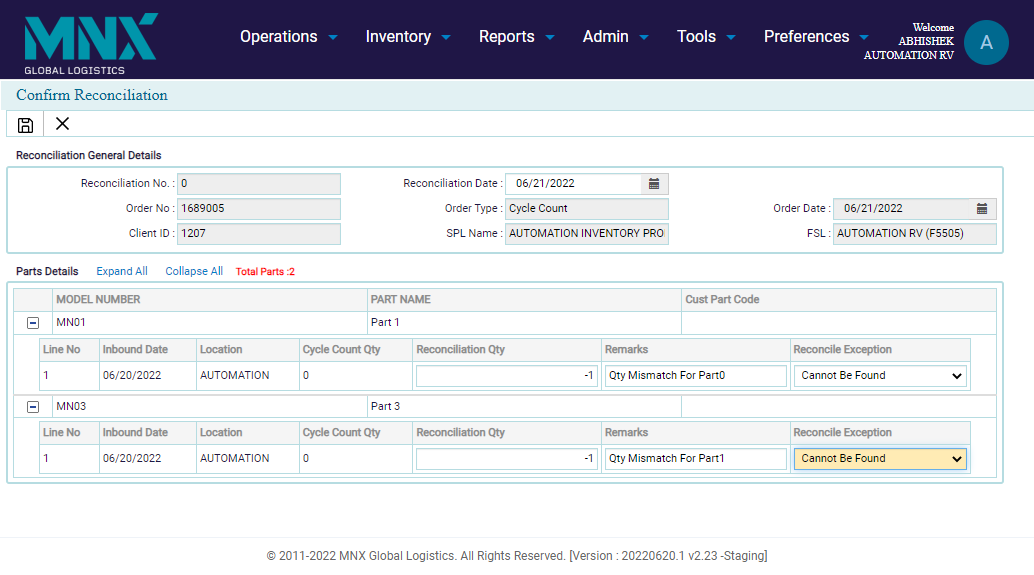 MNX
GLOBAL LOGISTICS
Operations Inventory Reports Admin Tools Preferences
Welcome
ABHISHEK
AUTOMATION RV
A
Confirm Reconciliation
Reconciliation General Details
Reconciliation No. : 0 Reconciliation Date : 06/21/2022
Order No : 1689005 Order Type : Cycle Count Order Date : 06/21/2022
Client ID : 1207 SPL Name : AUTOMATION INVENTORY PRO FSL : AUTOMATION RV (F5505)
Parts Details Expand All Collapse All Total Parts :2
MODEL NUMBER PART NAME Cust Part Code
MN01 Part 1
Line No Inbound Date Location Cycle Count Qty Reconciliation Qty Remarks Reconcile Exception
1 06/20/2022 AUTOMATION 0 -1 Qty Mismatch For Part0 Cannot Be Found
MN03 Part 3
Line No Inbound Date Location Cycle Count Qty Reconciliation Qty Remarks Reconcile Exception
1 06/20/2022 AUTOMATION 0 -1 Qty Mismatch For Part1 Cannot Be Found
© 2011-2022 MNX Global Logistics. All Rights Reserved. [Version : 20220620.1 v2.23 -Staging]